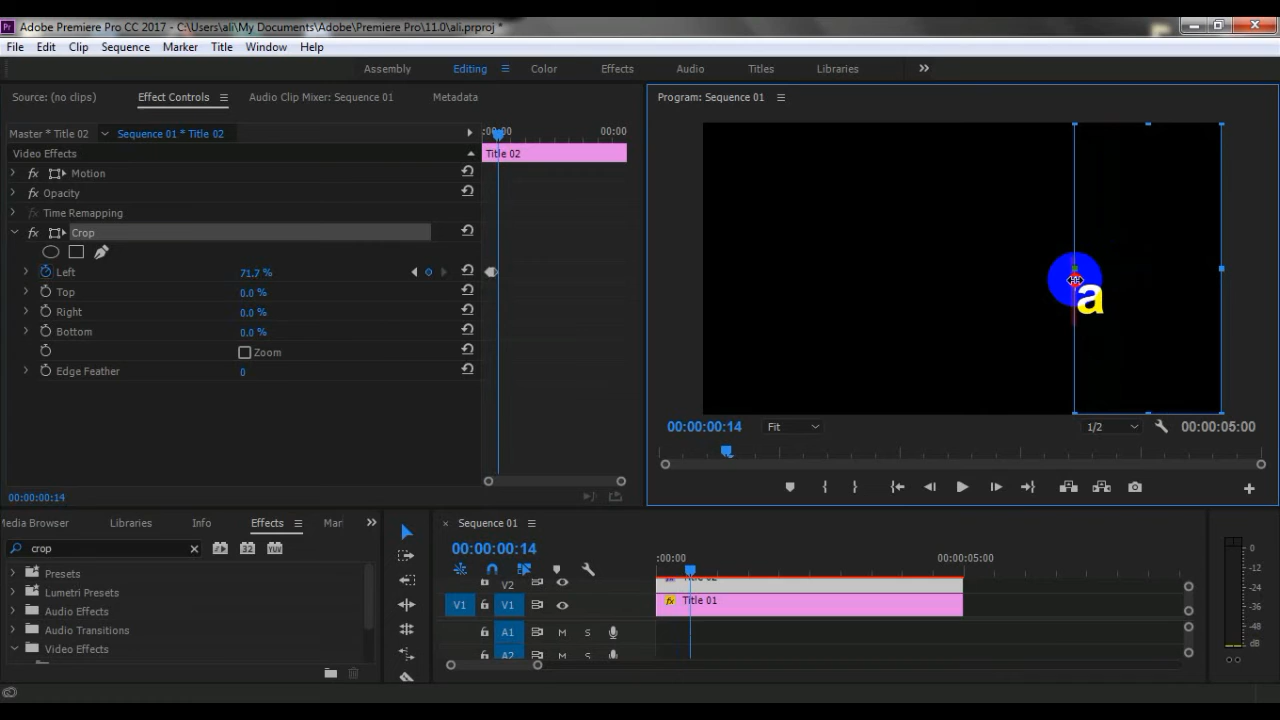 Adobe Premiere Pro CC 2017 - C:\Users\ali\My Documents\Adobe\Premiere Pro\11.0\ali.prproj *
File Edit Clip Sequence Marker Title Window Help
Assembly Editing Color Effects Audio Titles Libraries
Source: (no clips) Effect Controls Audio Clip Mixer: Sequence 01 Metadata
Program: Sequence 01
Master * Title 02 Sequence 01 * Title 02
:00:00 00:00
Video Effects
Title 02
fx Motion
fx Opacity
fx Time Remapping
fx Crop
Left 71.7 %
Top 0.0 %
Right 0.0 %
Bottom 0.0 %
Zoom
Edge Feather 0
a
00:00:00:14 Fit 1/2 00:00:05:00
00:00:00:14
Media Browser Libraries Info Effects Mar
crop
32 YUV
Presets
Lumetri Presets
Audio Effects
Audio Transitions
Video Effects
Sequence 01
00:00:00:14
:00:00 00:00:05:00
V2
V1 V1 fx Title 01
A1 M S
A2 M S
0
-12
-24
-36
-48
dB